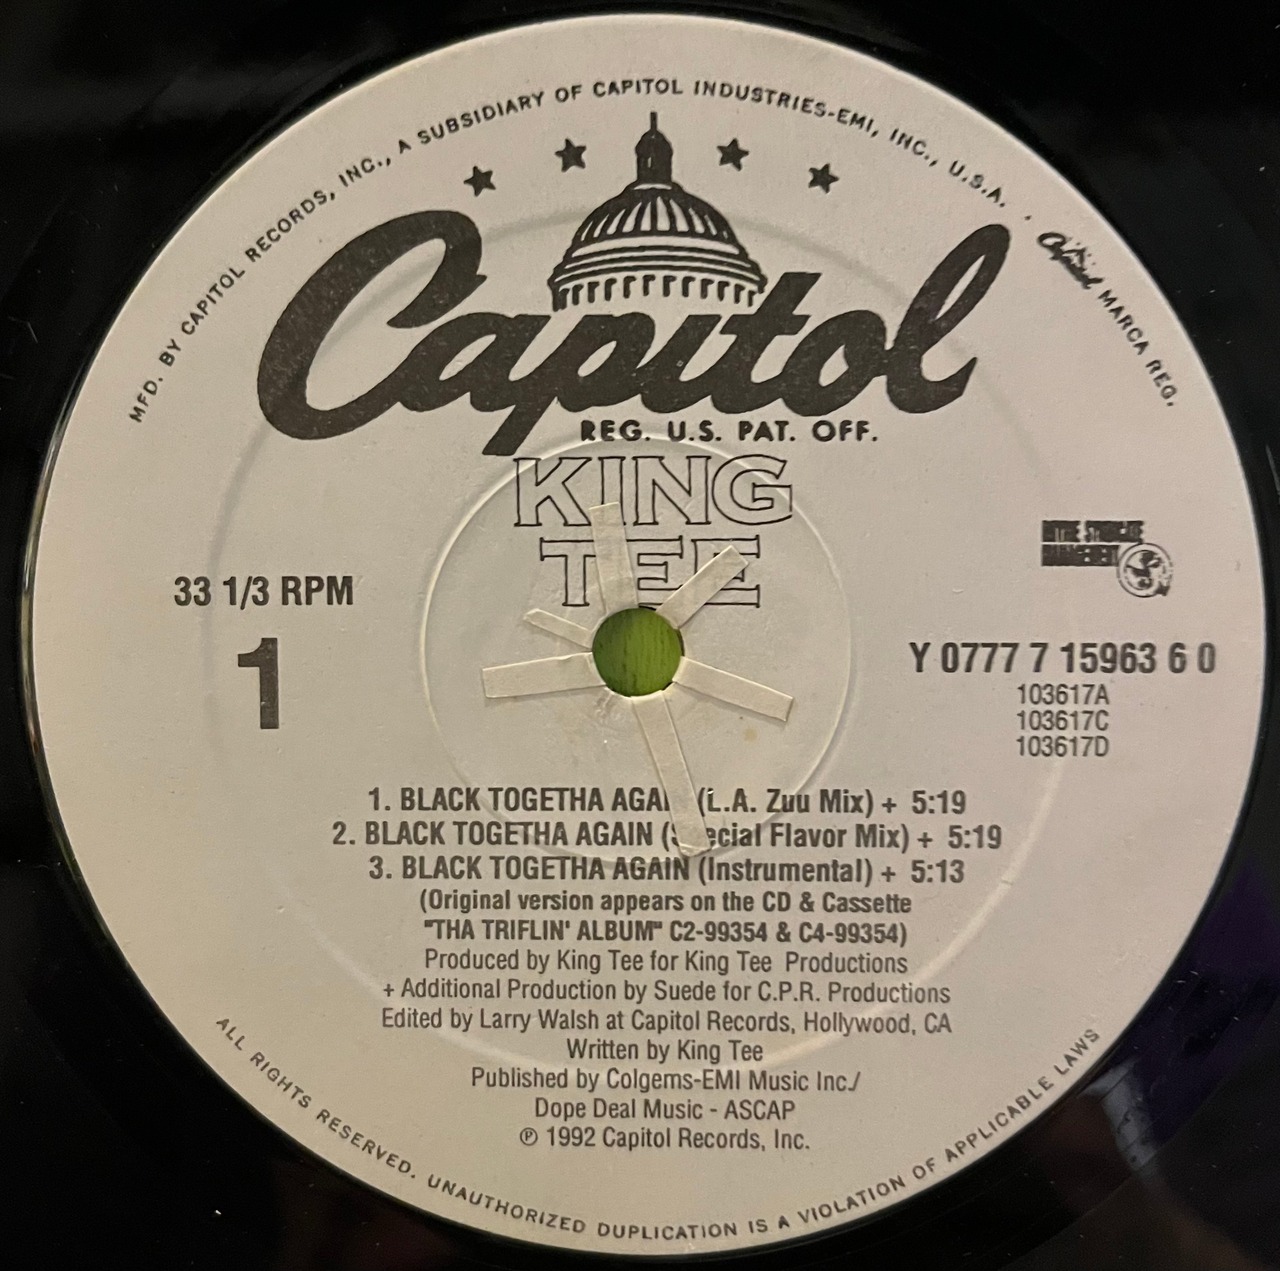 MFD. BY CAPITOL RECORDS, INC., A SUBSIDIARY OF CAPITOL INDUSTRIES-EMI, INC., U.S.A. · Capitol MARCA REG.
Capitol
REG. U.S. PAT. OFF.
KING
TEE
33 1/3 RPM
1
MANAGEMENT
Y 0777 7 15963 6 0
103617A
103617C
103617D
1. BLACK TOGETHA AGAI (L.A. Zuu Mix) + 5:19
2. BLACK TOGETHA AGAIN (Special Flavor Mix) + 5:19
3. BLACK TOGETHA AGAIN (Instrumental) + 5:13
(Original version appears on the CD & Cassette
"THA TRIFLIN' ALBUM" C2-99354 & C4-99354)
Produced by King Tee for King Tee Productions
+ Additional Production by Suede for C.P.R. Productions
Edited by Larry Walsh at Capitol Records, Hollywood, CA
Written by King Tee
Published by Colgems-EMI Music Inc./
Dope Deal Music - ASCAP
℗ 1992 Capitol Records, Inc.
ALL RIGHTS RESERVED. UNAUTHORIZED DUPLICATION IS A VIOLATION OF APPLICABLE LAWS